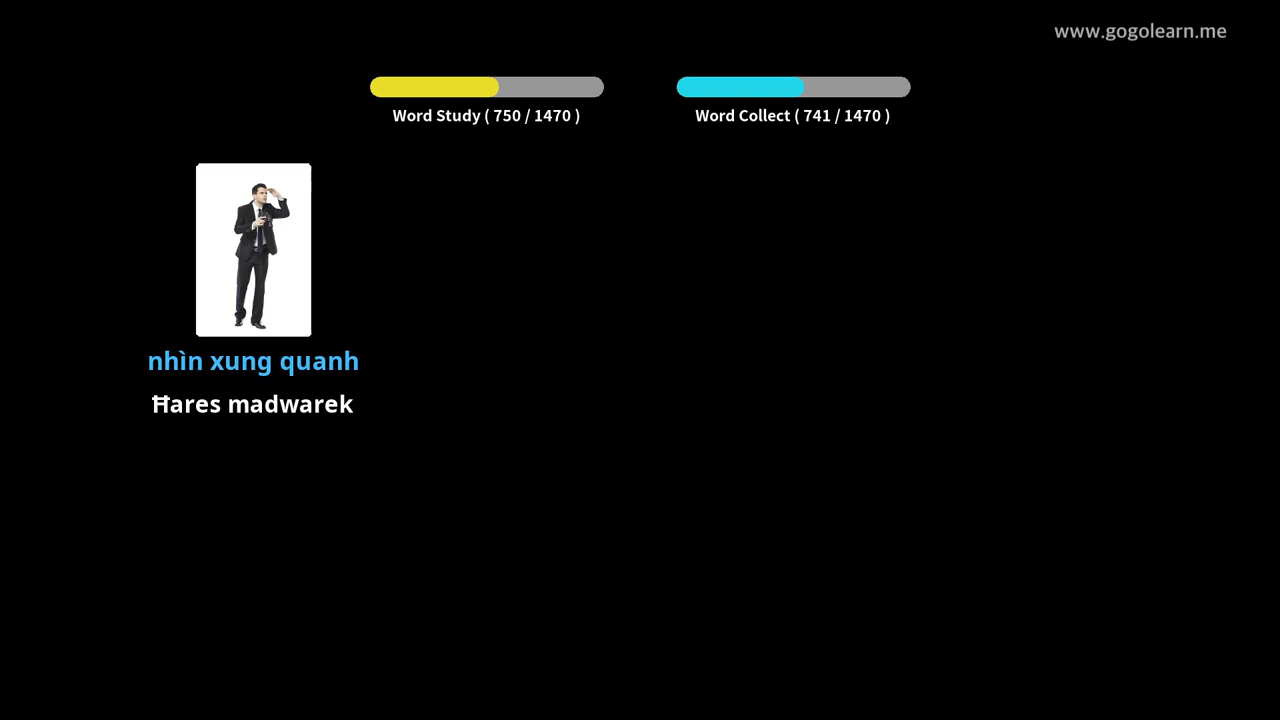 www.gogolearn.me
Word Study ( 750 / 1470 )
Word Collect ( 741 / 1470 )
nhìn xung quanh
Ħares madwarek